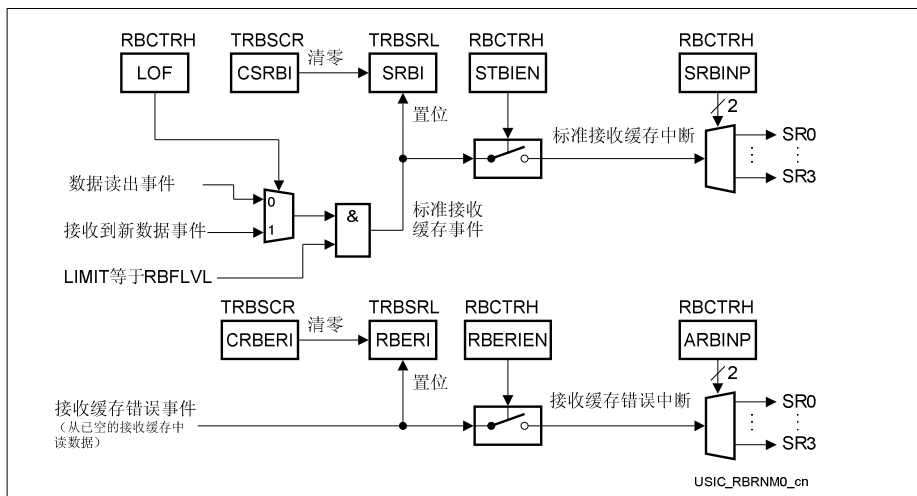 RBCTRH TRBSCR TRBSRL RBCTRH RBCTRH
LOF CSRBI 清零 SRBI STBIEN SRBINP
置位 2
标准接收缓存中断 SR0
数据读出事件 0 SR3
接收到新数据事件 1 & 标准接收
缓存事件
LIMIT等于RBFLVL
TRBSCR TRBSRL RBCTRH RBCTRH
CRBERI 清零 RBERI RBERIEN ARBINP
置位 2
接收缓存错误事件 接收缓存错误中断 SR0
(从已空的接收缓存中
读数据) SR3
USIC_RBRNM0_cn